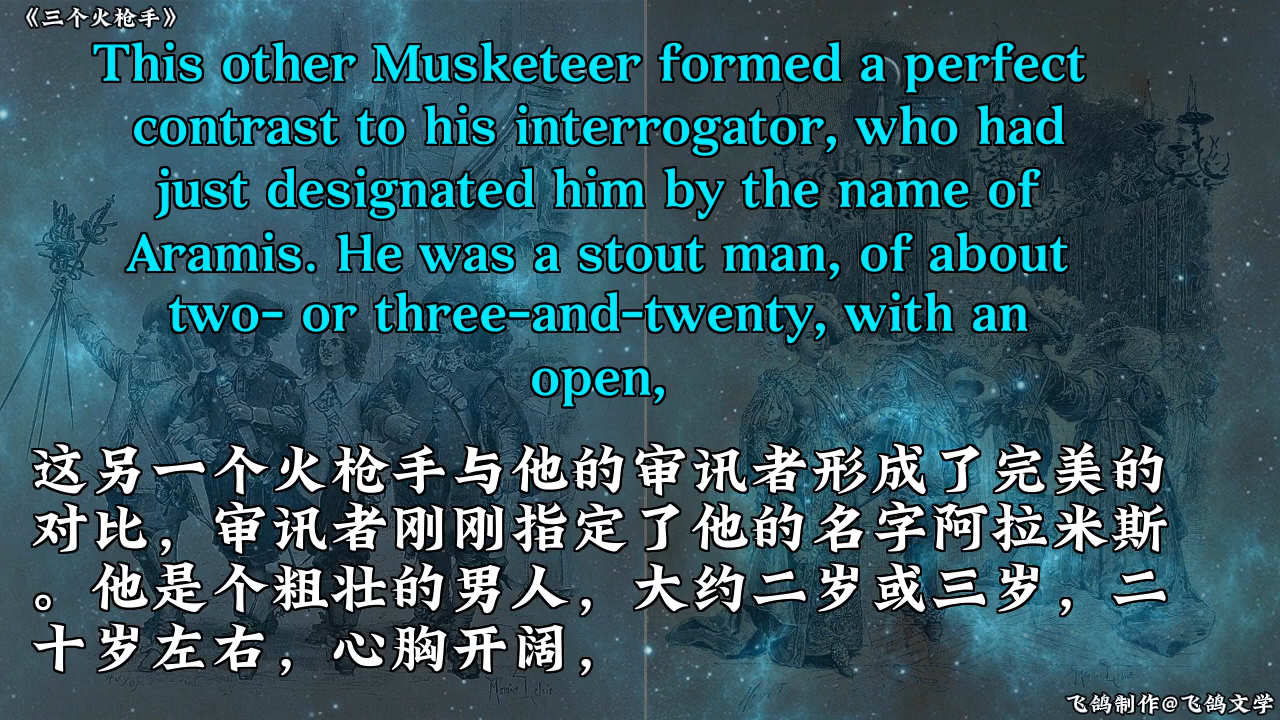 《三个火枪手》
This other Musketeer formed a perfect
contrast to his interrogator, who had
just designated him by the name of
Aramis. He was a stout man, of about
two- or three-and-twenty, with an
open,
这另一个火枪手与他的审讯者形成了完美的
对比，审讯者刚刚指定了他的名字阿拉米斯
。他是个粗壮的男人，大约二岁或三岁，二
十岁左右，心胸开阔，
飞鸽制作@飞鸽文学